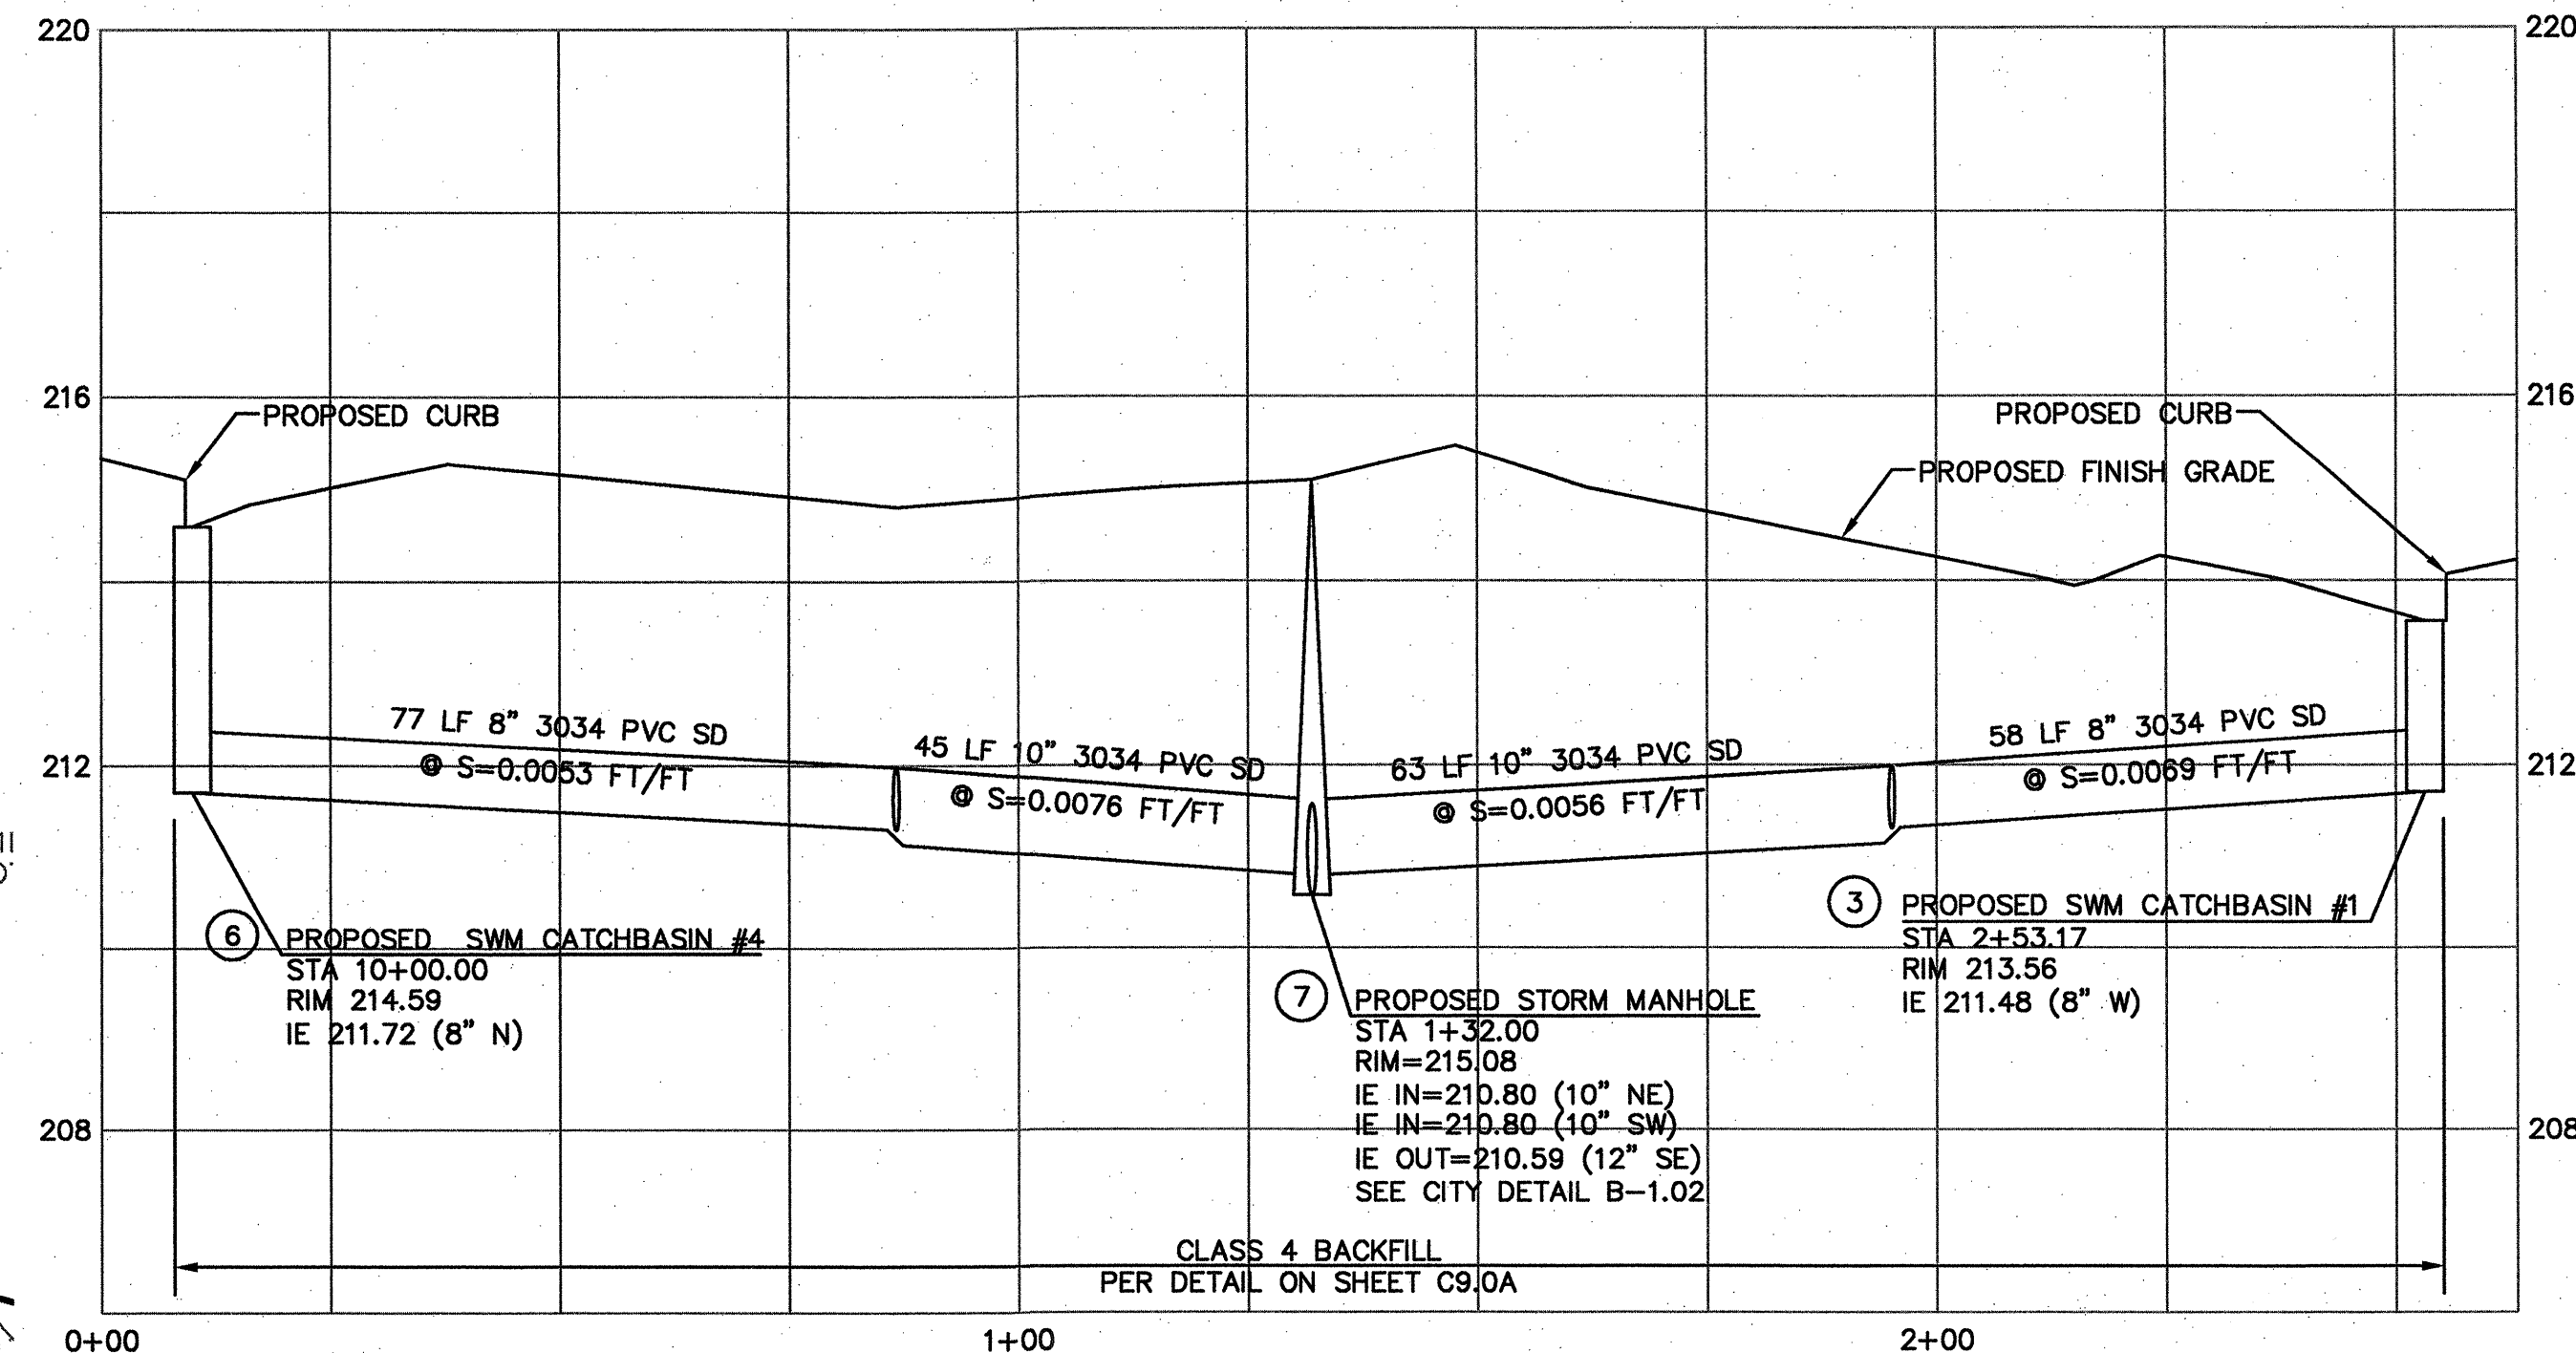 220
220
216
216
PROPOSED CURB
PROPOSED CURB
PROPOSED FINISH GRADE
77 LF 8" 3034 PVC SD
@ S=0.0053 FT/FT
45 LF 10" 3034 PVC SD
@ S=0.0076 FT/FT
63 LF 10" 3034 PVC SD
@ S=0.0056 FT/FT
58 LF 8" 3034 PVC SD
@ S=0.0069 FT/FT
212
212
6
PROPOSED SWM CATCHBASIN #4
STA 10+00.00
RIM 214.59
IE 211.72 (8" N)
7
PROPOSED STORM MANHOLE
STA 1+32.00
RIM=215.08
IE IN=210.80 (10" NE)
IE IN=210.80 (10" SW)
IE OUT=210.59 (12" SE)
SEE CITY DETAIL B-1.02
3
PROPOSED SWM CATCHBASIN #1
STA 2+53.17
RIM 213.56
IE 211.48 (8" W)
208
208
CLASS 4 BACKFILL
PER DETAIL ON SHEET C9.0A
0+00
1+00
2+00